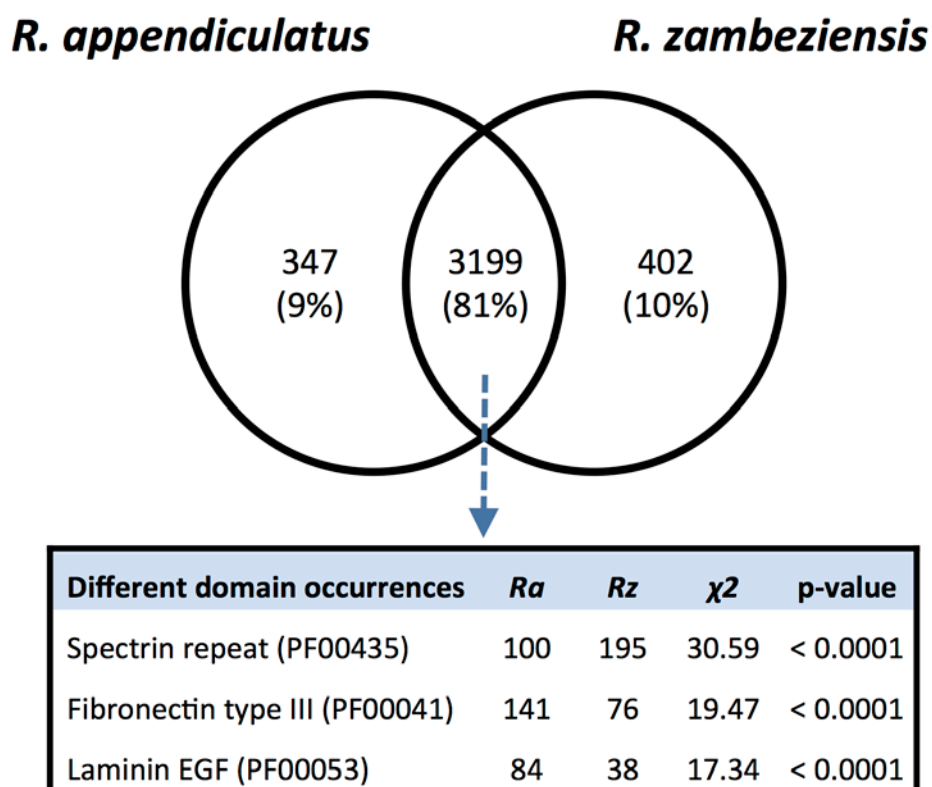 R. appendiculatus R. zambeziensis
347 3199 402
(9%) (81%) (10%)
Different domain occurrences Ra Rz χ2 p-value
Spectrin repeat (PF00435) 100 195 30.59 < 0.0001
Fibronectin type III (PF00041) 141 76 19.47 < 0.0001
Laminin EGF (PF00053) 84 38 17.34 < 0.0001